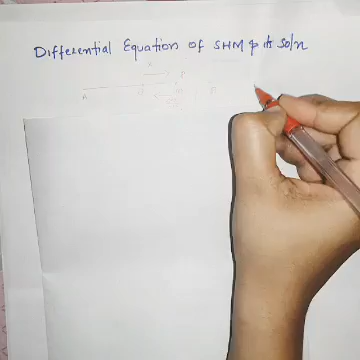 Differential Equation of SHM & its soln
x
P
A
B